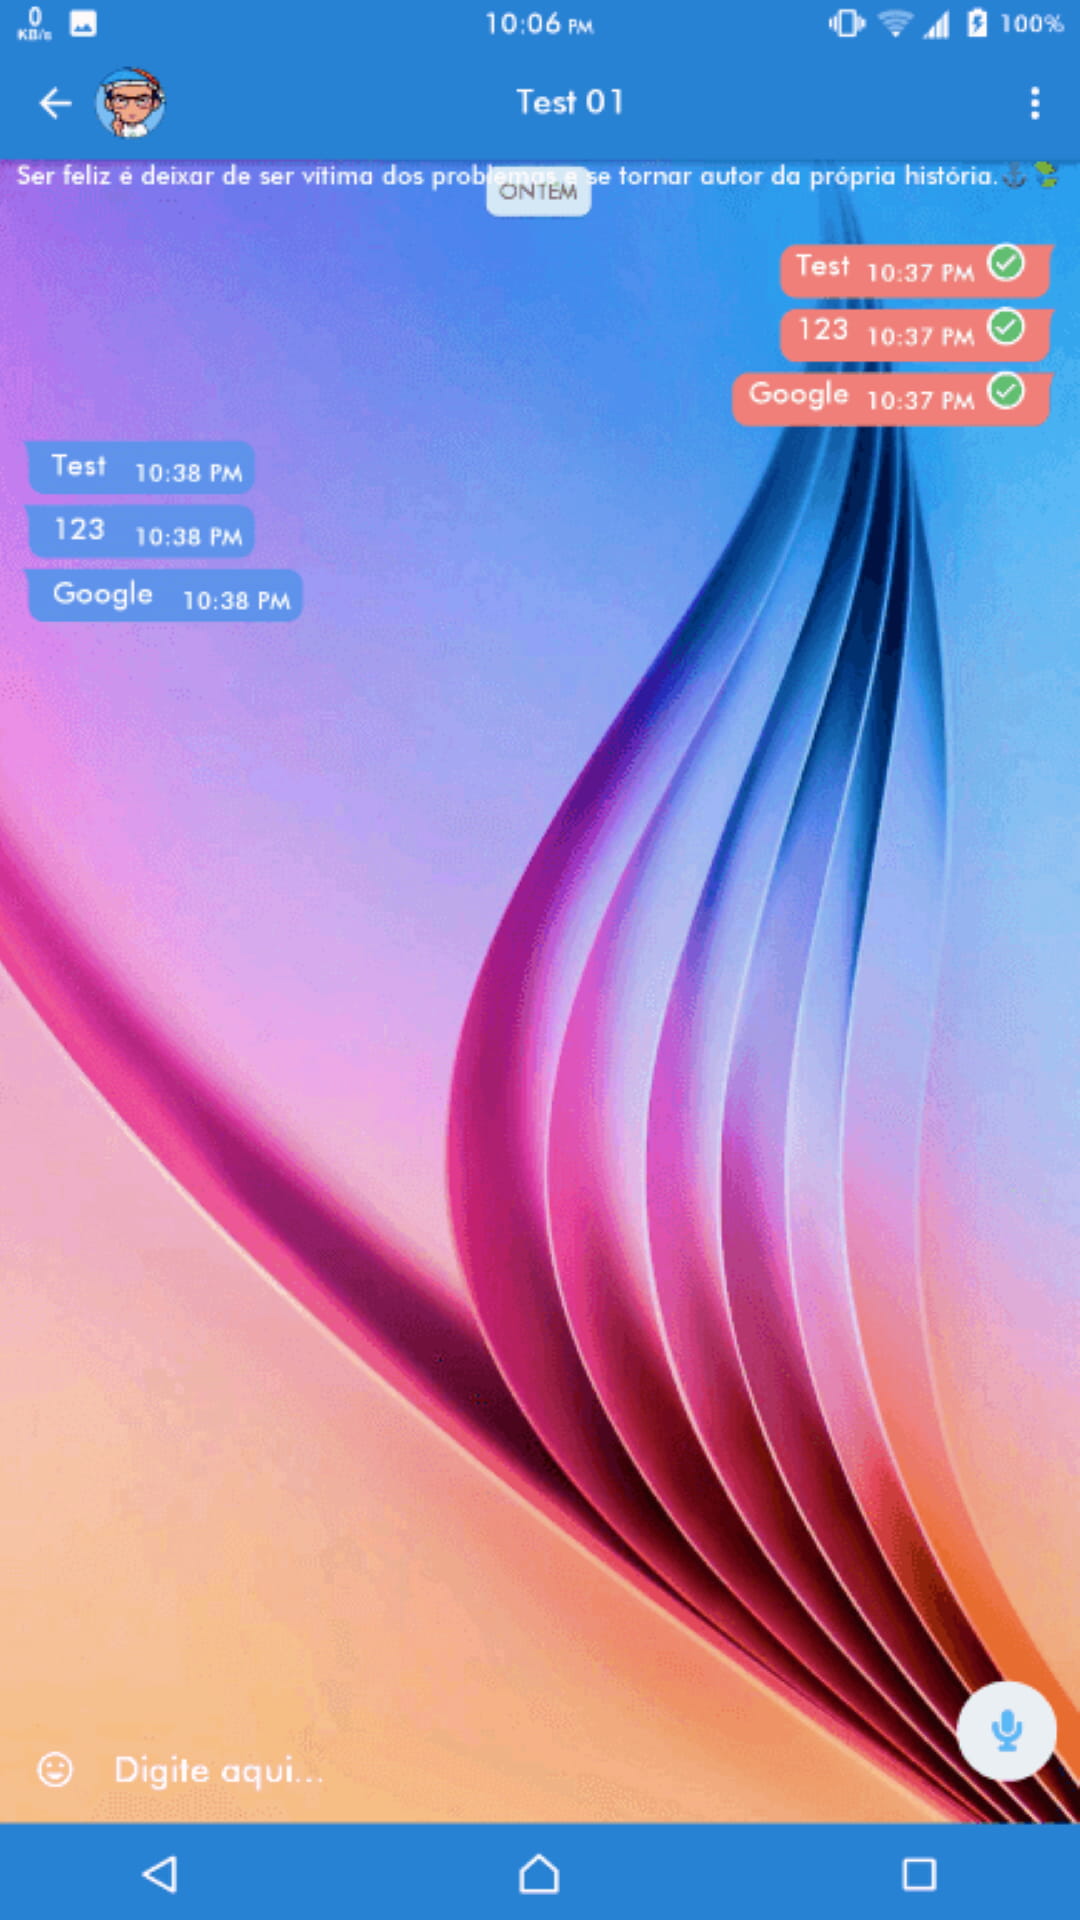 0
KB/s
10:06 PM
100%
Test 01
Ser feliz é deixar de ser vítima dos problemas e se tornar autor da própria história.⚓
ONTEM
Test 10:37 PM
123 10:37 PM
Google 10:37 PM
Test 10:38 PM
123 10:38 PM
Google 10:38 PM
Digite aqui...